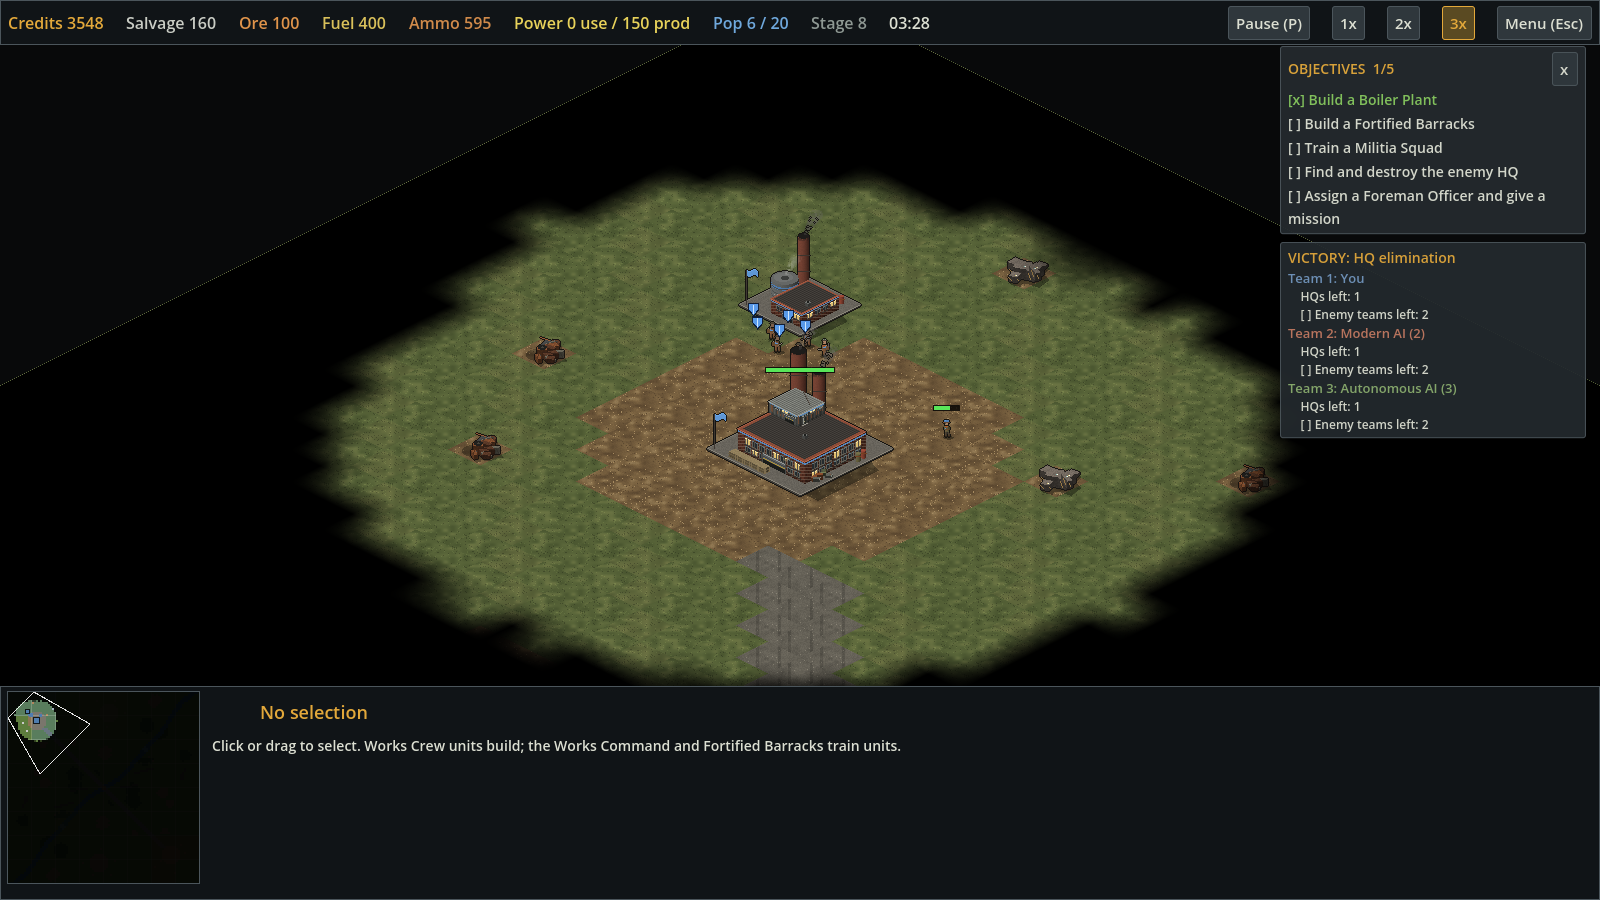 Credits 3548 Salvage 160 Ore 100 Fuel 400 Ammo 595 Power 0 use / 150 prod Pop 6 / 20 Stage 8 03:28 Pause (P) 1x 2x 3x Menu (Esc)
OBJECTIVES 1/5 x
[x] Build a Boiler Plant
[ ] Build a Fortified Barracks
[ ] Train a Militia Squad
[ ] Find and destroy the enemy HQ
[ ] Assign a Foreman Officer and give a
mission
VICTORY: HQ elimination
Team 1: You
HQs left: 1
[ ] Enemy teams left: 2
Team 2: Modern AI (2)
HQs left: 1
[ ] Enemy teams left: 2
Team 3: Autonomous AI (3)
HQs left: 1
[ ] Enemy teams left: 2
No selection
Click or drag to select. Works Crew units build; the Works Command and Fortified Barracks train units.